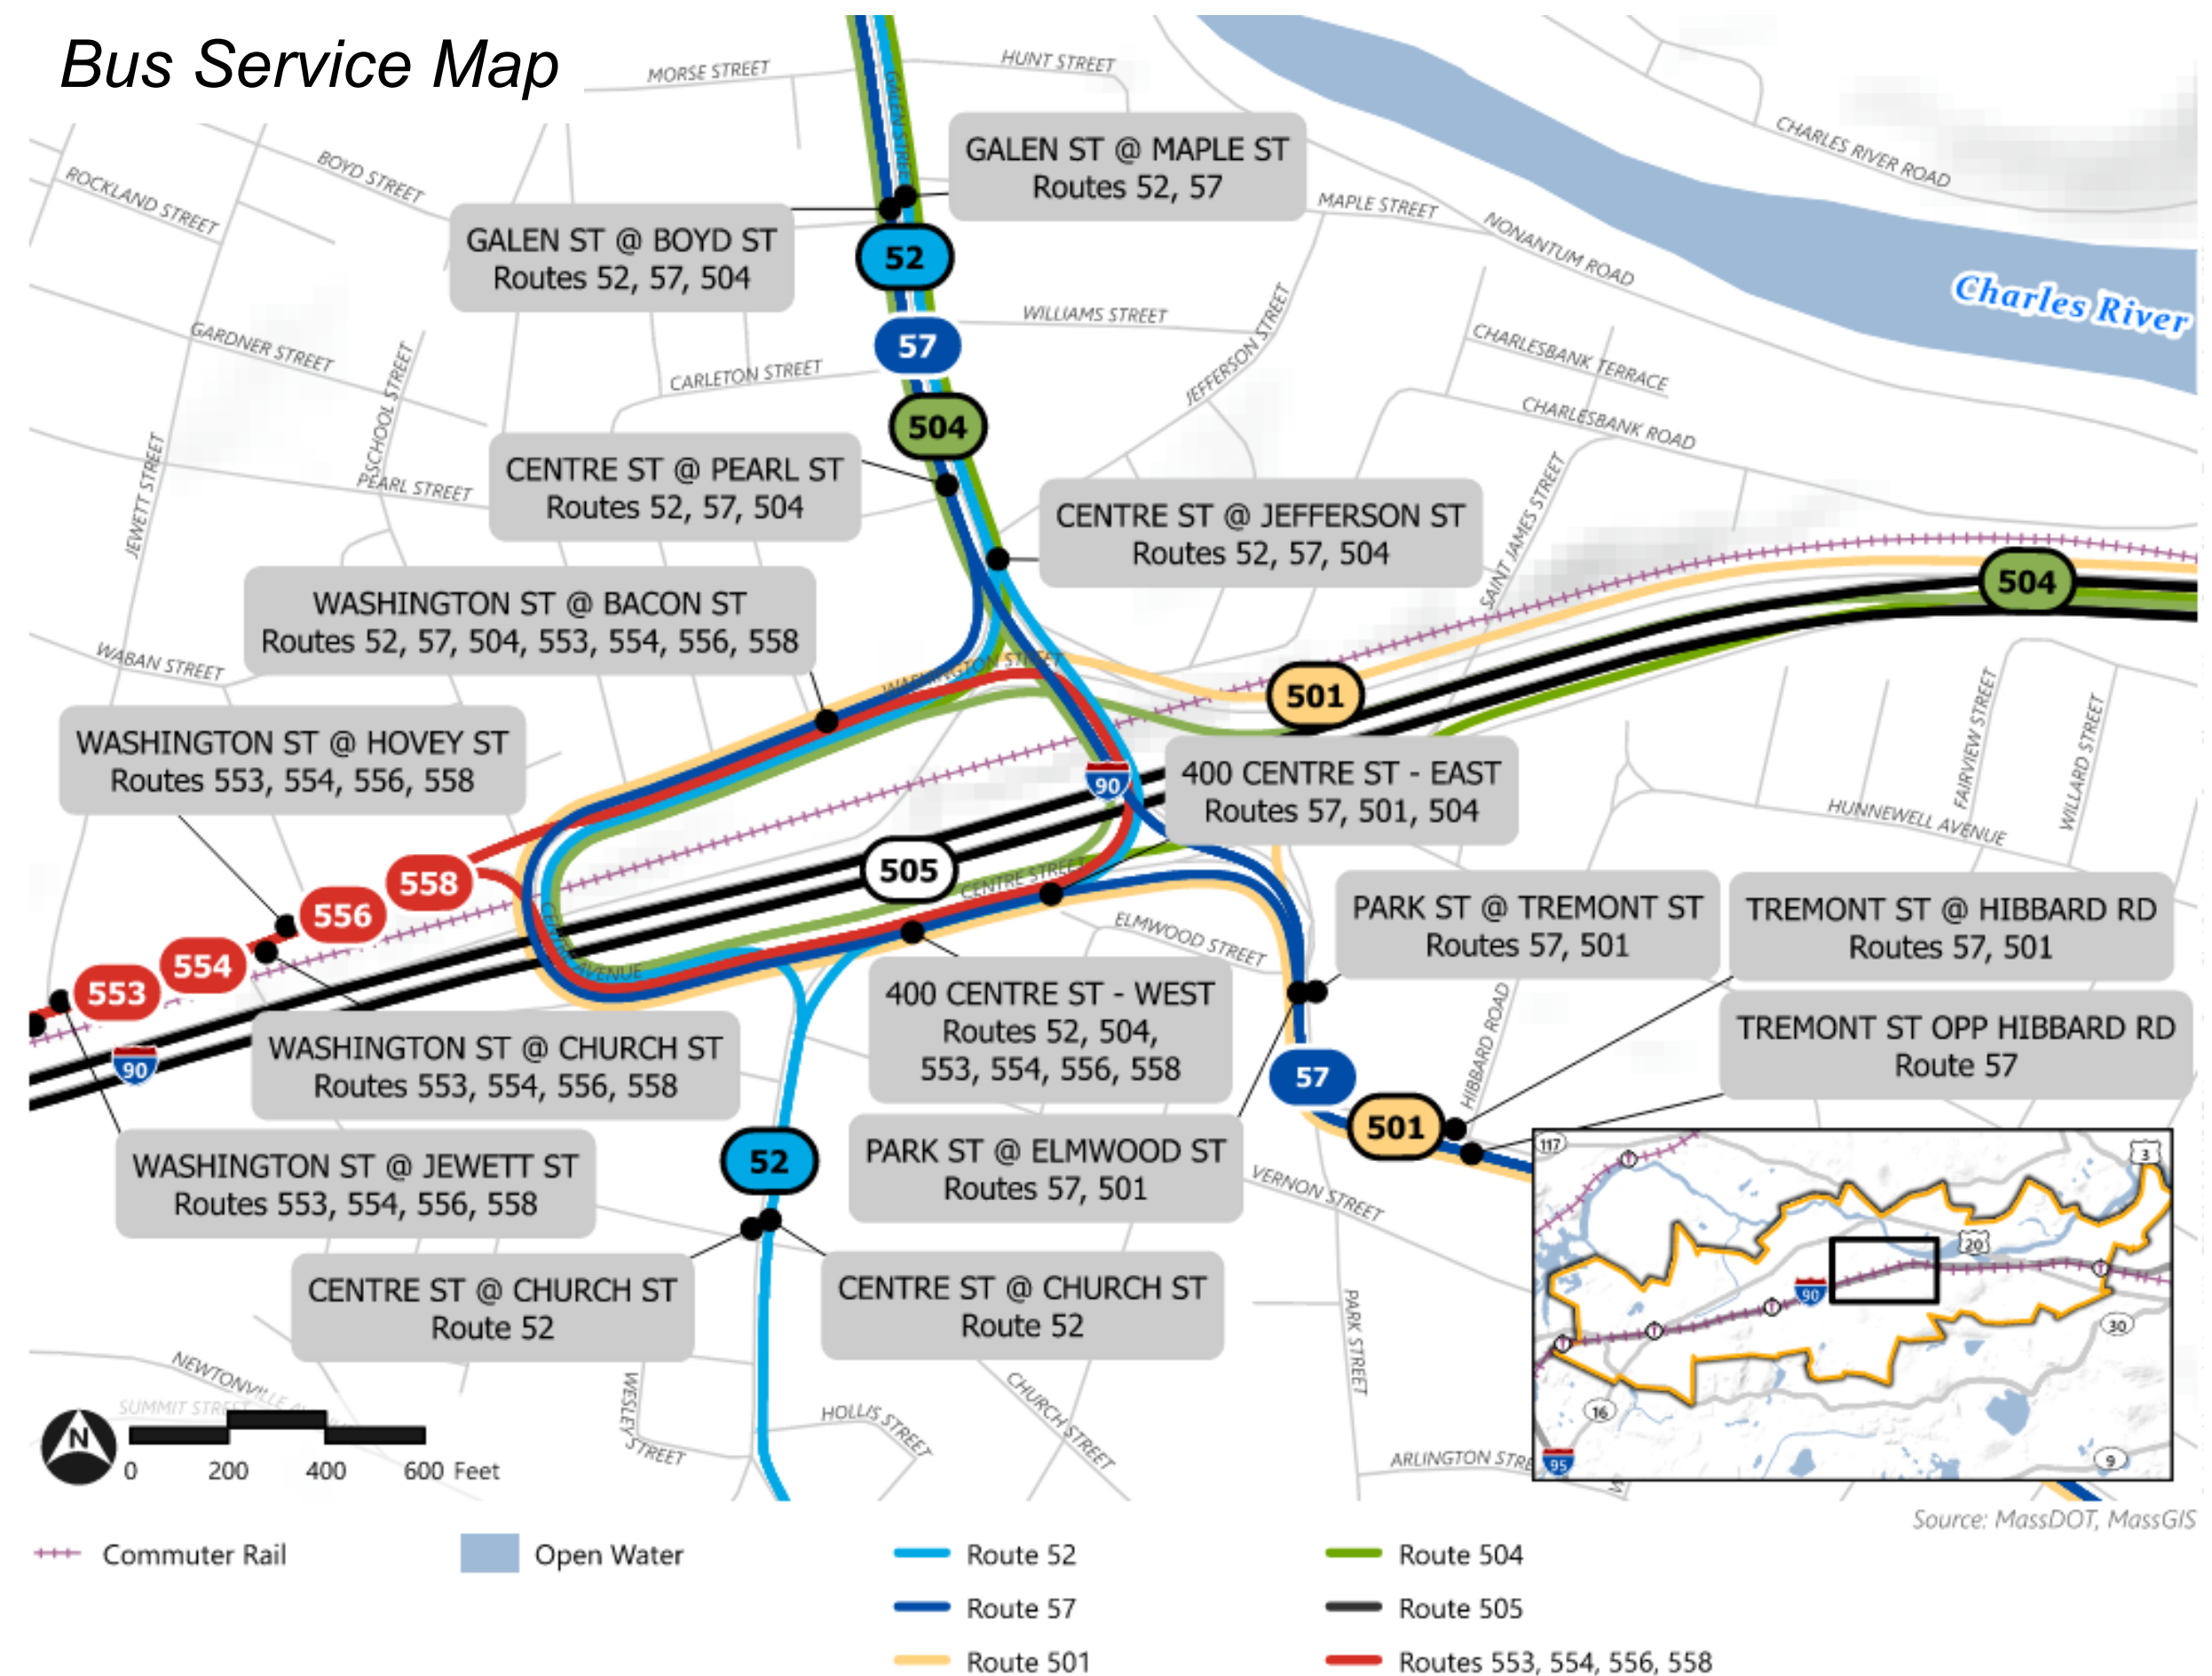 Bus Service Map
MORSE STREET
HUNT STREET
GALEN STREE
CHARLES RIVER ROAD
BOYD STREET
ROCKLAND STREET
GALEN ST @ MAPLE ST
Routes 52, 57
MAPLE STREET
NONANTUM ROAD
GALEN ST @ BOYD ST
Routes 52, 57, 504
52
Charles River
57
WILLIAMS STREET
JEFFERSON STREET
GARDNER STREET
CARLETON STREET
CHARLESBANK TERRACE
CHARLESBANK ROAD
504
SCHOOL STREET
JEWETT STREET
PEARL STREET
CENTRE ST @ PEARL ST
Routes 52, 57, 504
CENTRE ST @ JEFFERSON ST
Routes 52, 57, 504
SAINT JAMES STREET
504
WASHINGTON ST @ BACON ST
Routes 52, 57, 504, 553, 554, 556, 558
WABAN STREET
WASHINGTON STREET
501
WASHINGTON ST @ HOVEY ST
Routes 553, 554, 556, 558
90
400 CENTRE ST - EAST
Routes 57, 501, 504
FAIRVIEW STREET
WILLARD STREET
HUNNEWELL AVENUE
505
CENTRE STREET
558
556
554
553
CENTRE AVENUE
ELMWOOD STREET
PARK ST @ TREMONT ST
Routes 57, 501
TREMONT ST @ HIBBARD RD
Routes 57, 501
400 CENTRE ST - WEST
Routes 52, 504,
553, 554, 556, 558
HIBBARD ROAD
TREMONT ST OPP HIBBARD RD
Route 57
90
WASHINGTON ST @ CHURCH ST
Routes 553, 554, 556, 558
57
501
WASHINGTON ST @ JEWETT ST
Routes 553, 554, 556, 558
52
PARK ST @ ELMWOOD ST
Routes 57, 501
VERNON STREET
117
3
20
90
30
16
95
9
CENTRE ST @ CHURCH ST
Route 52
CENTRE ST @ CHURCH ST
Route 52
PARK STREET
NEWTONVILLE
SUMMIT STREET
WESLEY STREET
HOLLIS STREET
CHURCH STREET
ARLINGTON STRE
N
0 200 400 600 Feet
Source: MassDOT, MassGIS
Commuter Rail
Open Water
Route 52
Route 504
Route 57
Route 505
Route 501
Routes 553, 554, 556, 558